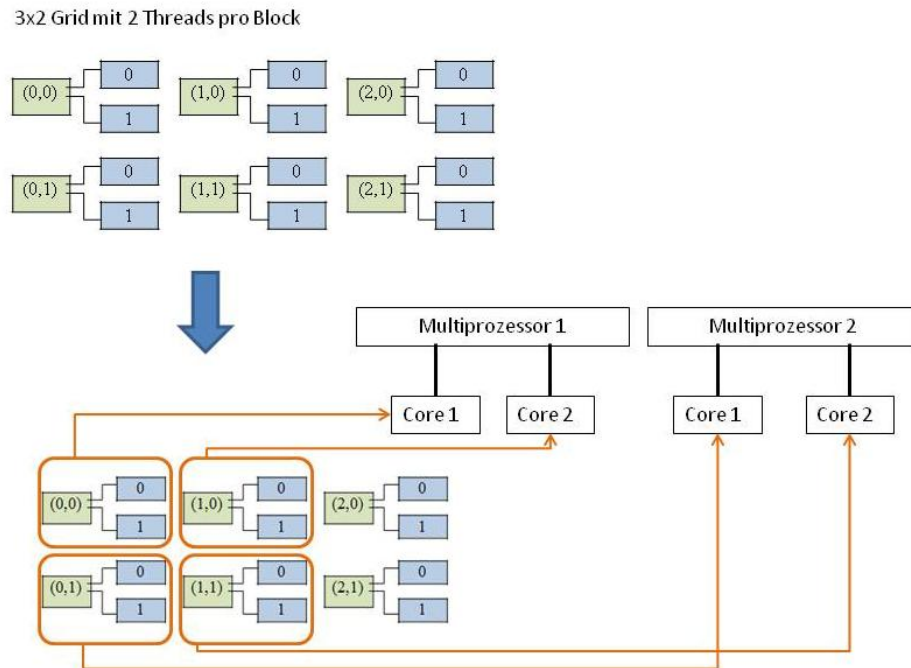 3x2 Grid mit 2 Threads pro Block
0 0 0
(0,0) (1,0) (2,0)
1 1 1
0 0 0
(0,1) (1,1) (2,1)
1 1 1
Multiprozessor 1 Multiprozessor 2
Core 1 Core 2 Core 1 Core 2
0 0 0
(0,0) (1,0) (2,0)
1 1 1
0 0 0
(0,1) (1,1) (2,1)
1 1 1